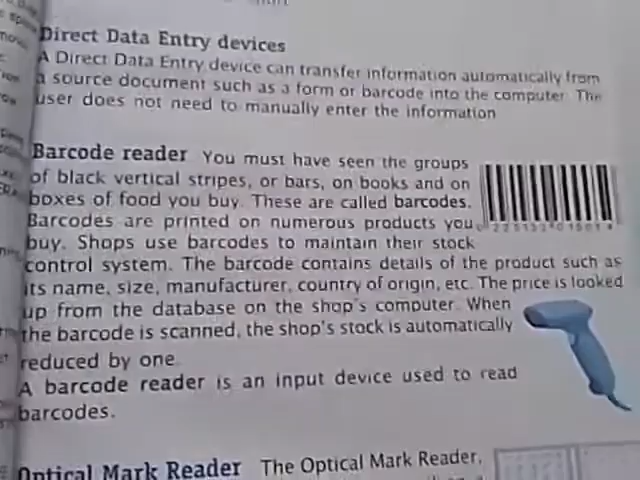 Direct Data Entry devices
A Direct Data Entry device can transfer information automatically from
a source document such as a form or barcode into the computer. The
user does not need to manually enter the information
Barcode reader You must have seen the groups
of black vertical stripes, or bars, on books and on
boxes of food you buy. These are called barcodes.
Barcodes are printed on numerous products you
buy. Shops use barcodes to maintain their stock
control system. The barcode contains details of the product such as
its name, size, manufacturer, country of origin, etc. The price is looked
up from the database on the shop's computer. When
the barcode is scanned, the shop's stock is automatically
reduced by one
A barcode reader is an input device used to read
barcodes.
Optical Mark Reader The Optical Mark Reader,